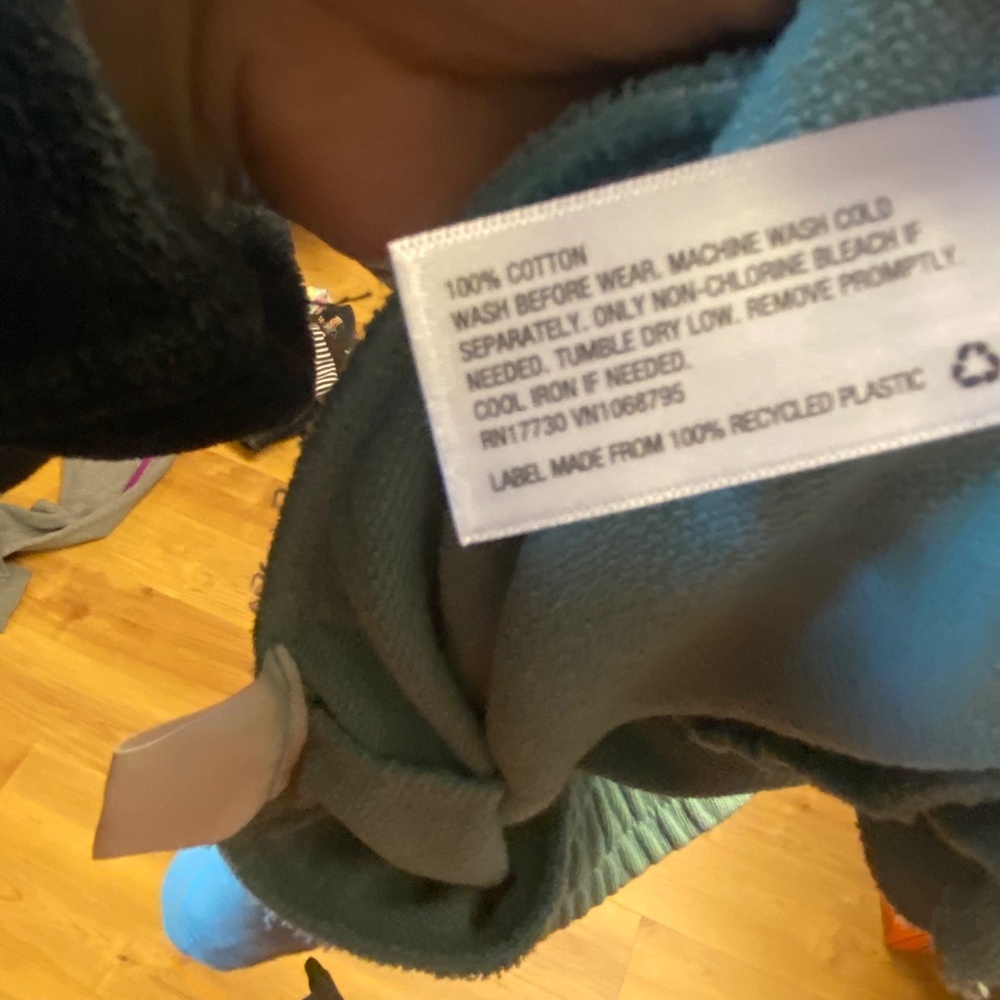 100% COTTON
WASH BEFORE WEAR. MACHINE WASH COLD
SEPARATELY. ONLY NON-CHLORINE BLEACH IF
NEEDED. TUMBLE DRY LOW. REMOVE PROMPTLY.
COOL IRON IF NEEDED.
RN17730 VN1068795
LABEL MADE FROM 100% RECYCLED PLASTIC